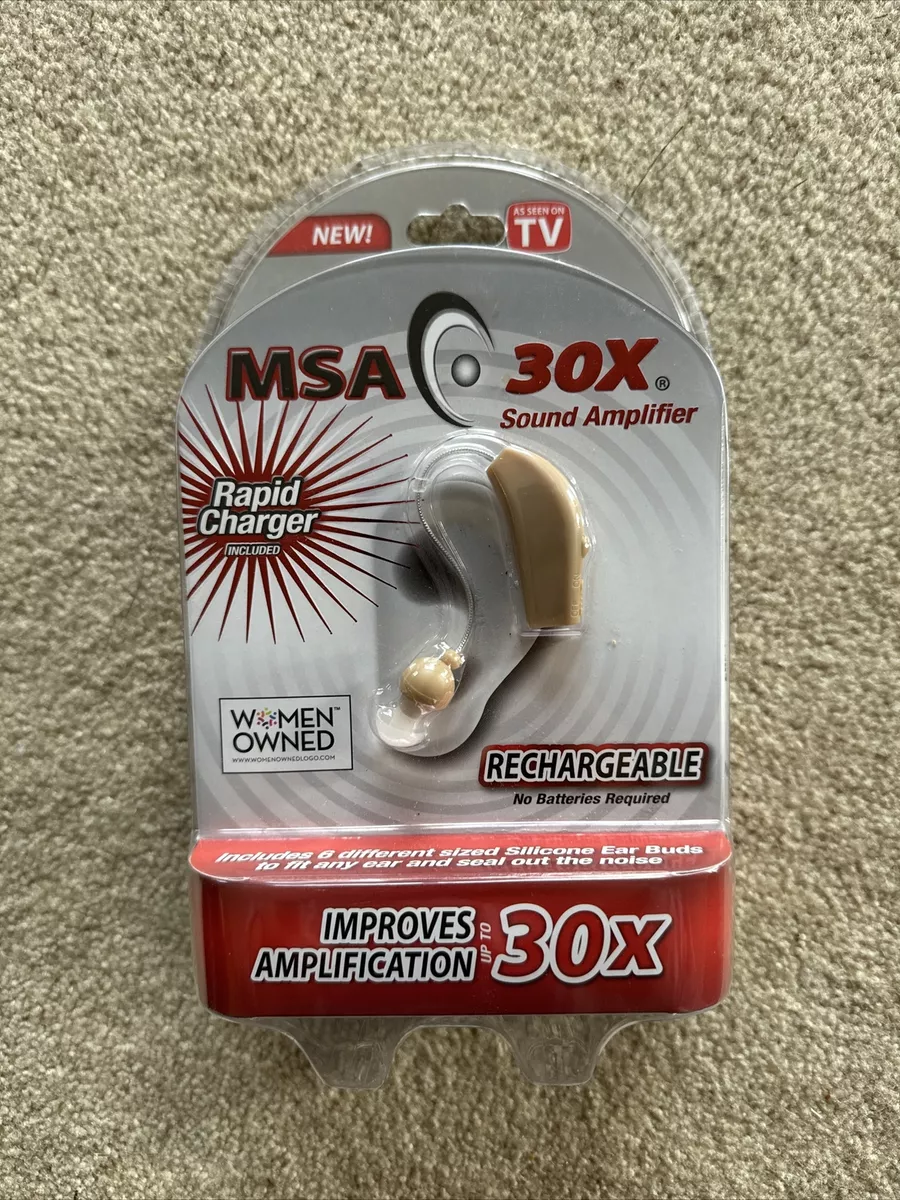 NEW!
AS SEEN ON
TV
MSA 30X®
Sound Amplifier
Rapid
Charger
INCLUDED
WOMEN™
OWNED
WWW.WOMENOWNEDLOGO.COM
RECHARGEABLE
No Batteries Required
Includes 6 different sized Silicone Ear Buds
to fit any ear and seal out the noise
IMPROVES
AMPLIFICATION
UP TO
30x